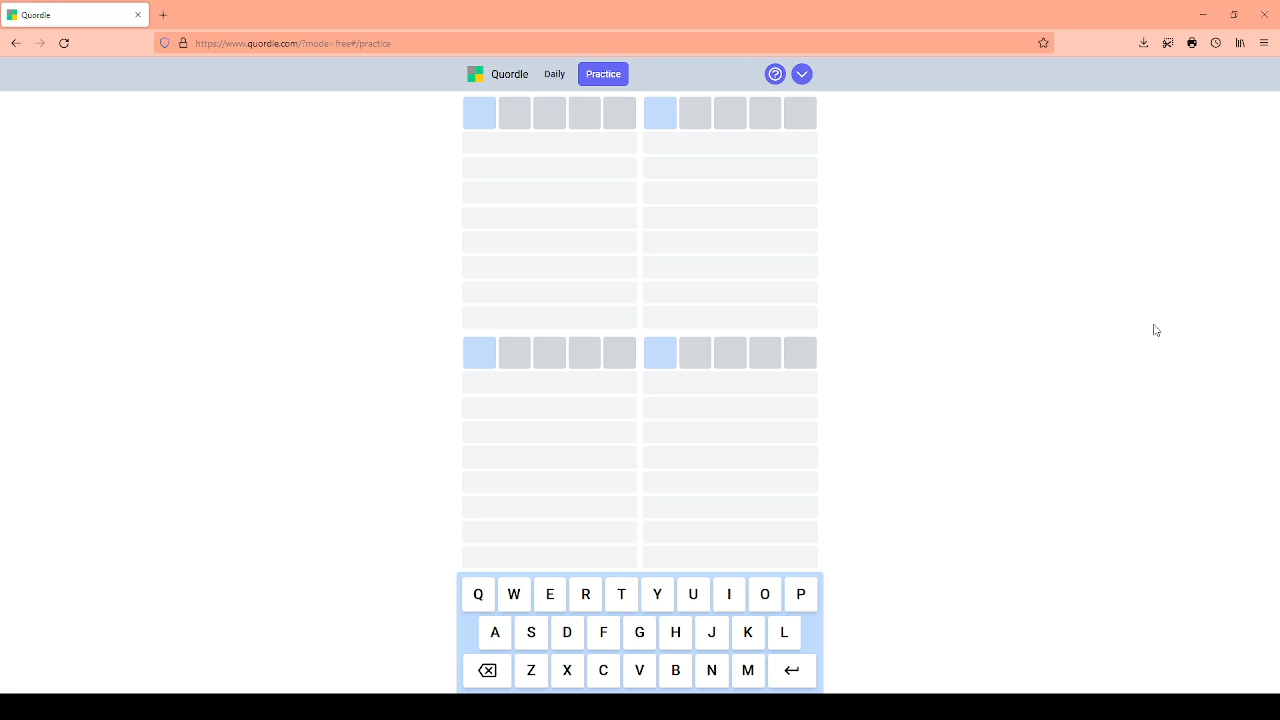 Quordle
https://www.quordle.com/?mode=free#/practice
Quordle Daily Practice
Q W E R T Y U I O P
A S D F G H J K L
Z X C V B N M